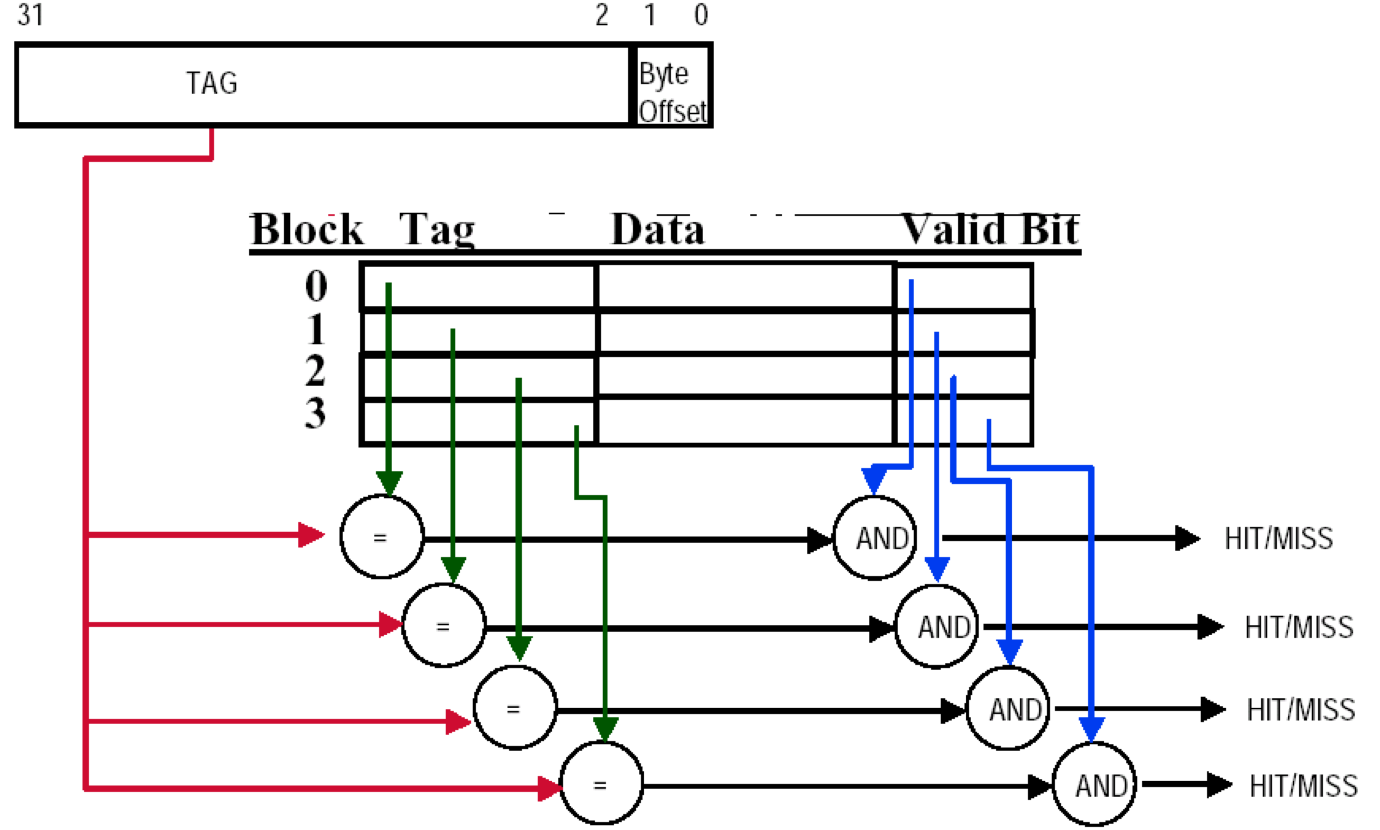 31 2 1 0
TAG Byte
Offset
Block Tag Data Valid Bit
0
1
2
3
= AND HIT/MISS
= AND HIT/MISS
= AND HIT/MISS
= AND HIT/MISS